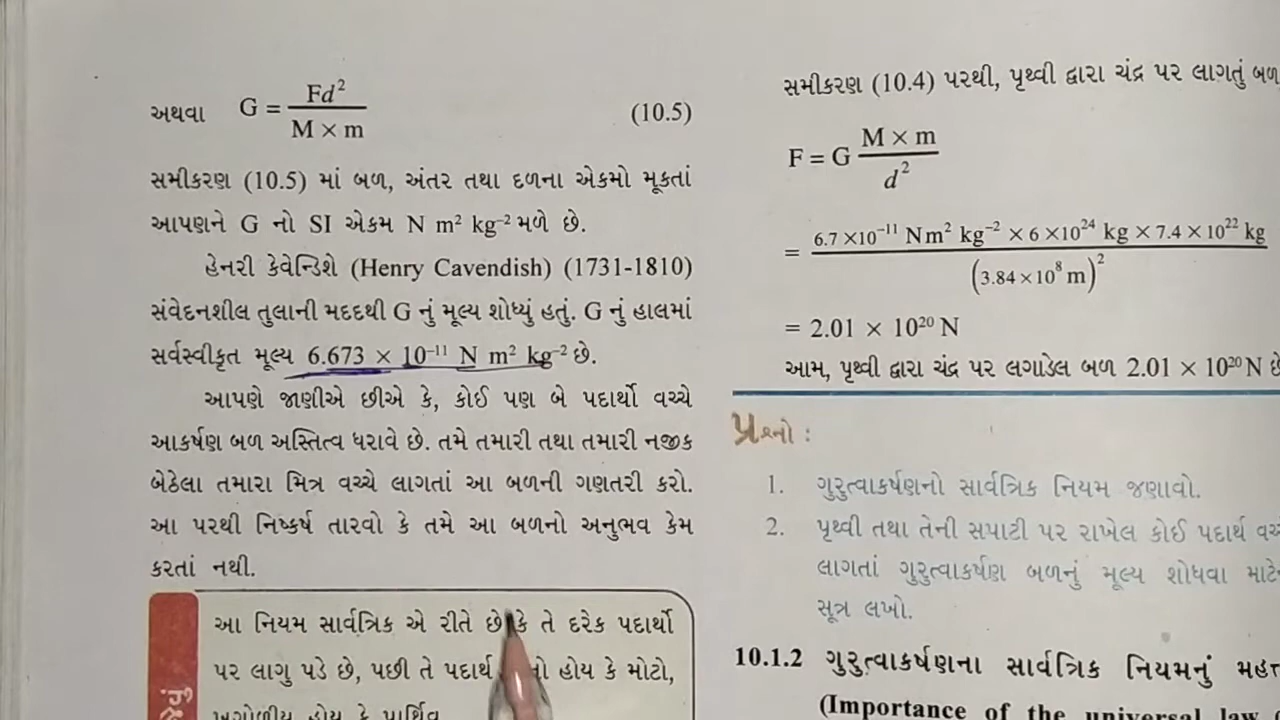 અથવા G = Fd² / M × m (10.5)
સમીકરણ (10.5) માં બળ, અંતર તથા દળના એકમો મૂકતાં
આપણને G નો SI એકમ N m² kg⁻² મળે છે.
હેનરી કેવેન્ડિશે (Henry Cavendish) (1731-1810)
સંવેદનશીલ તુલાની મદદથી G નું મૂલ્ય શોધ્યું હતું. G નું હાલમાં
સર્વસ્વીકૃત મૂલ્ય 6.673 × 10⁻¹¹ N m² kg⁻² છે.
આપણે જાણીએ છીએ કે, કોઈ પણ બે પદાર્થો વચ્ચે
આકર્ષણ બળ અસ્તિત્વ ધરાવે છે. તમે તમારી તથા તમારી નજીક
બેઠેલા તમારા મિત્ર વચ્ચે લાગતાં આ બળની ગણતરી કરો.
આ પરથી નિષ્કર્ષ તારવો કે તમે આ બળનો અનુભવ કેમ
કરતાં નથી.
આ નિયમ સાર્વત્રિક એ રીતે છે કે તે દરેક પદાર્થો
પર લાગુ પડે છે, પછી તે પદાર્થ હોય કે મોટો,
ખગોળીય હોય કે પાર્થિવ
સમીકરણ (10.4) પરથી, પૃથ્વી દ્વારા ચંદ્ર પર લાગતું બળ
F = G M × m / d²
= 6.7 ×10⁻¹¹ Nm² kg⁻² × 6 ×10²⁴ kg × 7.4 × 10²² kg / (3.84 × 10⁸ m)²
= 2.01 × 10²⁰ N
આમ, પૃથ્વી દ્વારા ચંદ્ર પર લગાડેલ બળ 2.01 × 10²⁰ N
પ્રશ્નો :
1. ગુરુત્વાકર્ષણનો સાર્વત્રિક નિયમ જણાવો.
2. પૃથ્વી તથા તેની સપાટી પર રાખેલ કોઈ પદાર્થ
લાગતાં ગુરુત્વાકર્ષણ બળનું મૂલ્ય શોધવા
સૂત્ર લખો.
10.1.2 ગુરુત્વાકર્ષણના સાર્વત્રિક નિયમનું
(Importance of the universal law